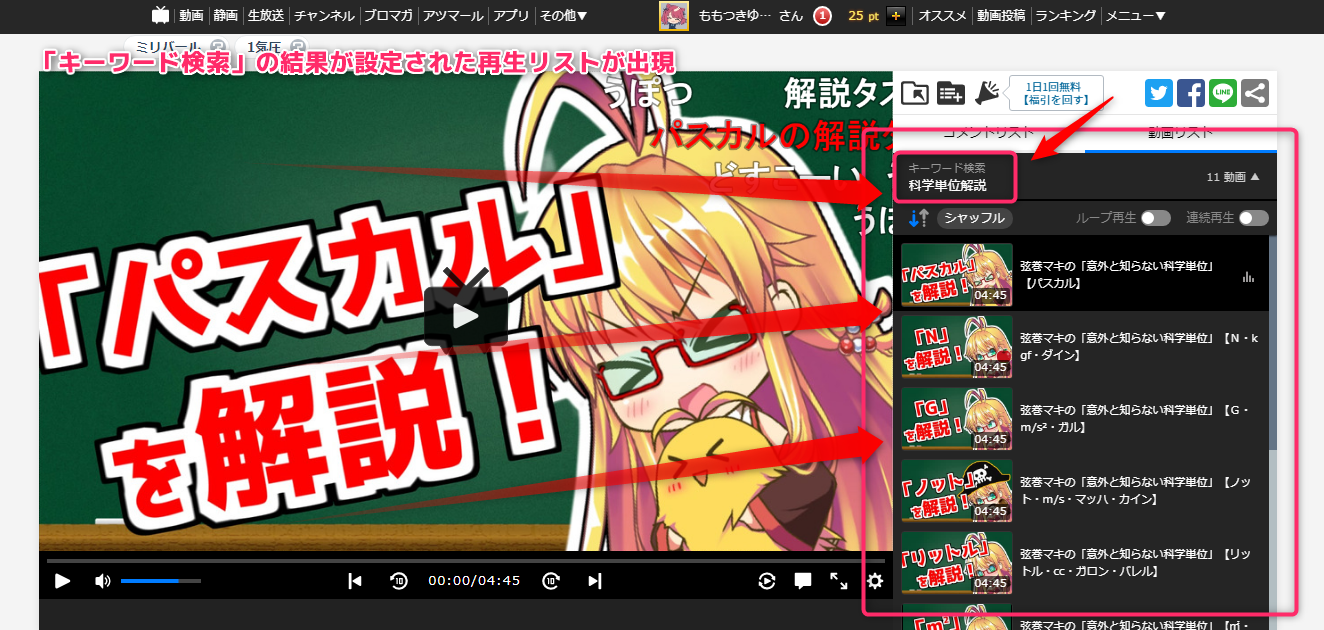 動画 静画 生放送 チャンネル ブロマガ アツマール アプリ その他▼
ももつきゆ… さん 1 25 pt + オススメ 動画投稿 ランキング メニュー▼
ミリバール 1気圧
「キーワード検索」の結果が設定された再生リストが出現
うぽつ
解説タ
パスカルの解説
どすこーい
う
「パスカル」
を解説!
10 00:00/04:45 10
1日1回無料
【福引を回す】
LINE
コメントリスト 動画リスト
キーワード検索
科学単位解説
11 動画 ▲
シャッフル ループ再生 連続再生
「パスカル」
を解説!
04:45
弦巻マキの「意外と知らない科学単位」
【パスカル】
「N」
を解説!
04:45
弦巻マキの「意外と知らない科学単位」【N・k
gf・ダイン】
「G」
を解説!
04:45
弦巻マキの「意外と知らない科学単位」【G・
m/s²・ガル】
「ノット」
を解説!
04:45
弦巻マキの「意外と知らない科学単位」【ノッ
ト・m/s・マッハ・カイン】
「リットル」
を解説!
04:45
弦巻マキの「意外と知らない科学単位」【リッ
トル・cc・ガロン・バレル】
「m²」
弦巻マキの「意外と知らない科学単位」【㎡・